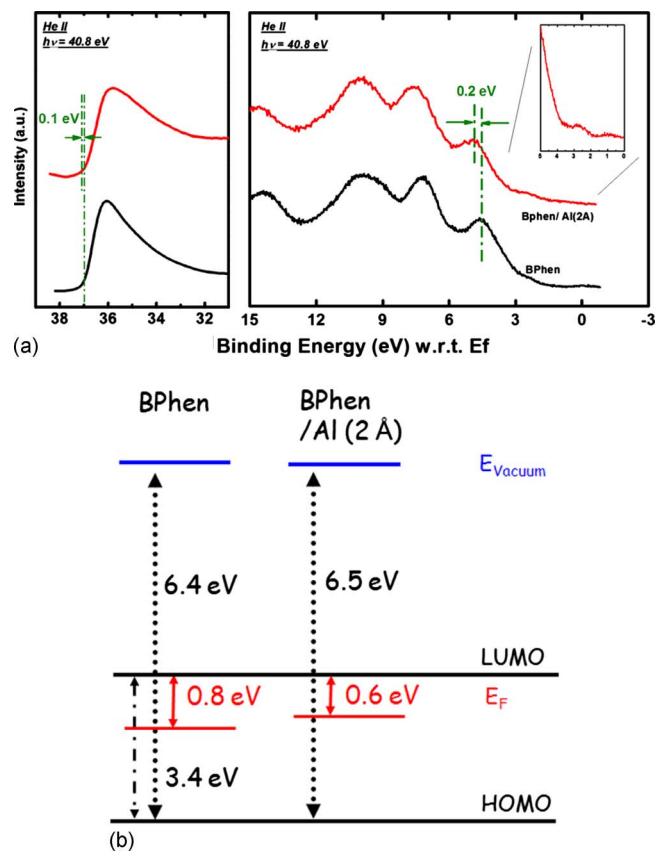 (a)
Intensity (a.u.)
He II
hν = 40.8 eV
0.1 eV
38 36 34 32
He II
hν = 40.8 eV
0.2 eV
5 4 3 2 1 0
Bphen/ Al(2A)
BPhen
15 12 9 6 3 0 -3
Binding Energy (eV) w.r.t. Ef
BPhen
BPhen
/Al (2 Å)
E_Vacuum
6.4 eV
6.5 eV
LUMO
0.8 eV
0.6 eV
E_F
3.4 eV
HOMO
(b)